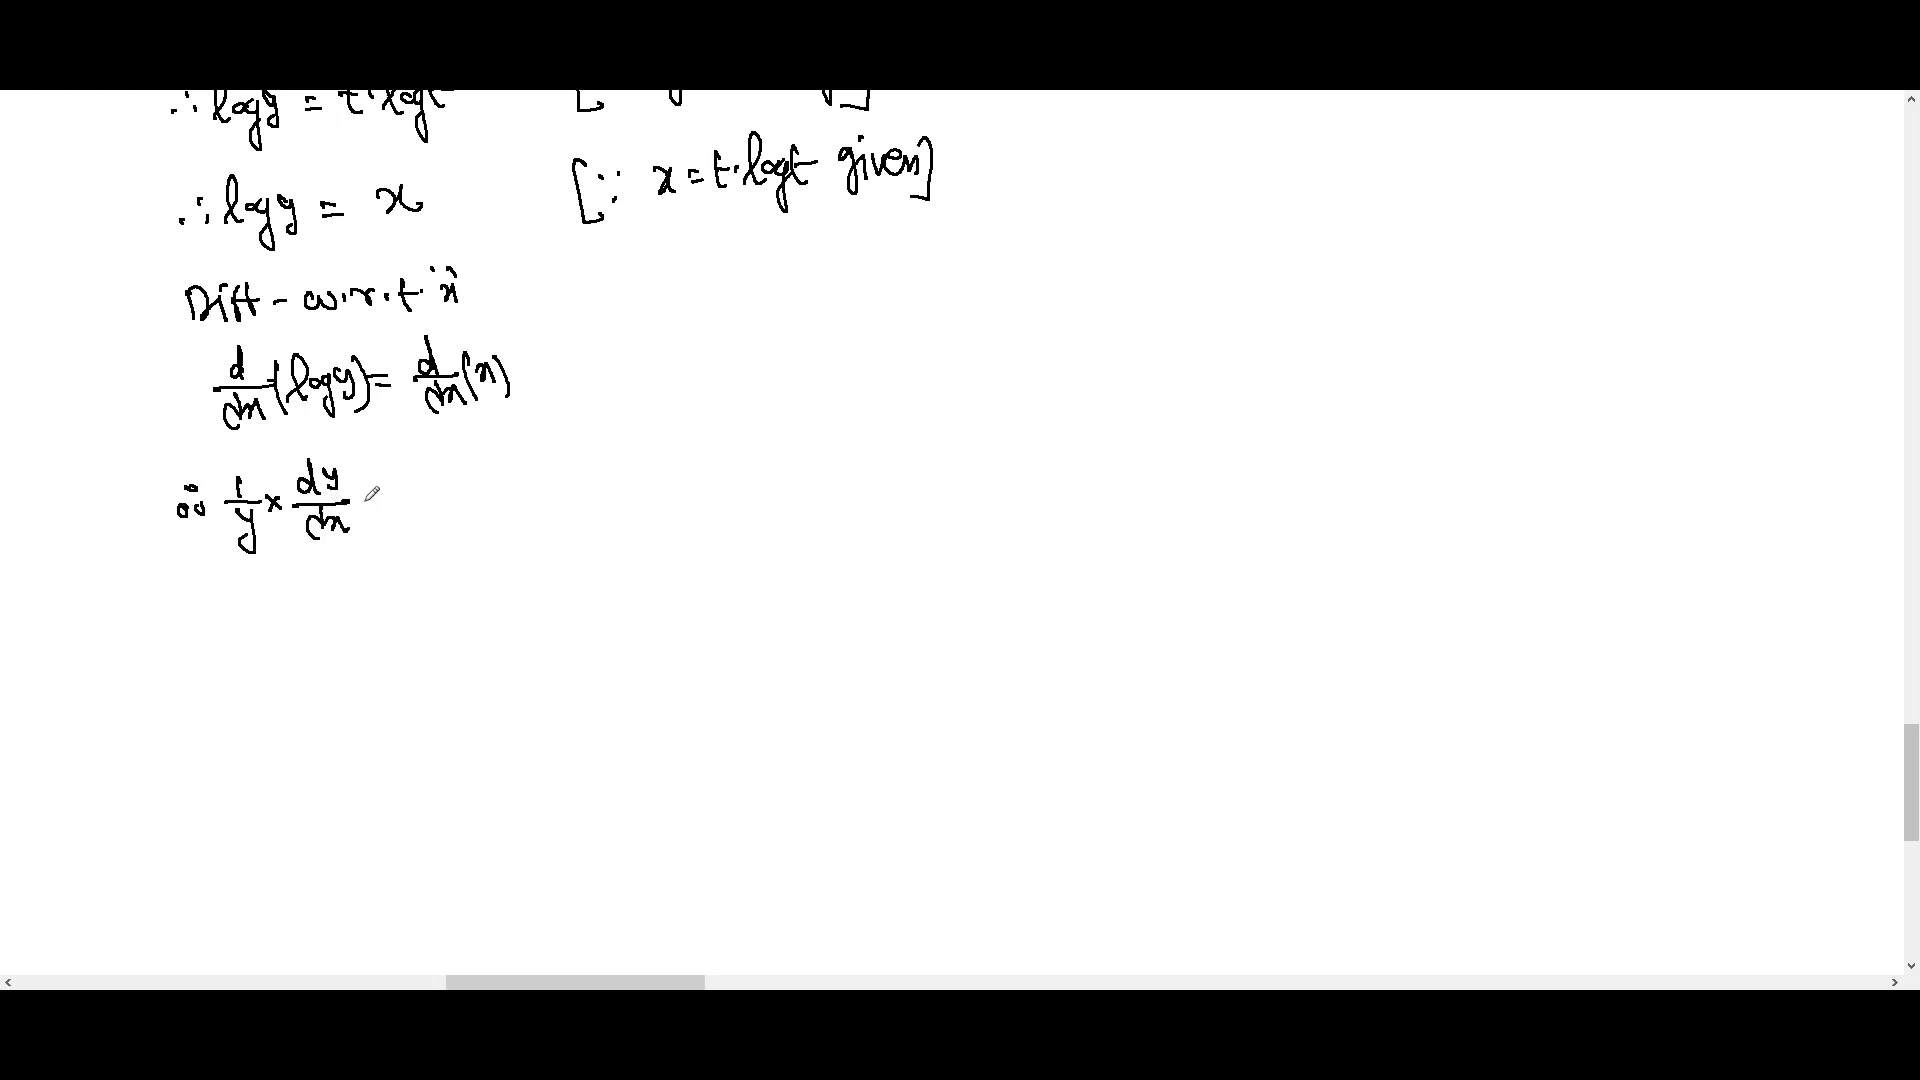 ∴ log y = t · log t
∴ log y = x [∵ x = t · log t given]
Diff - w.r.t. "x"
d/dx (log y) = d/dx (x)
∴ 1/y × dy/dx